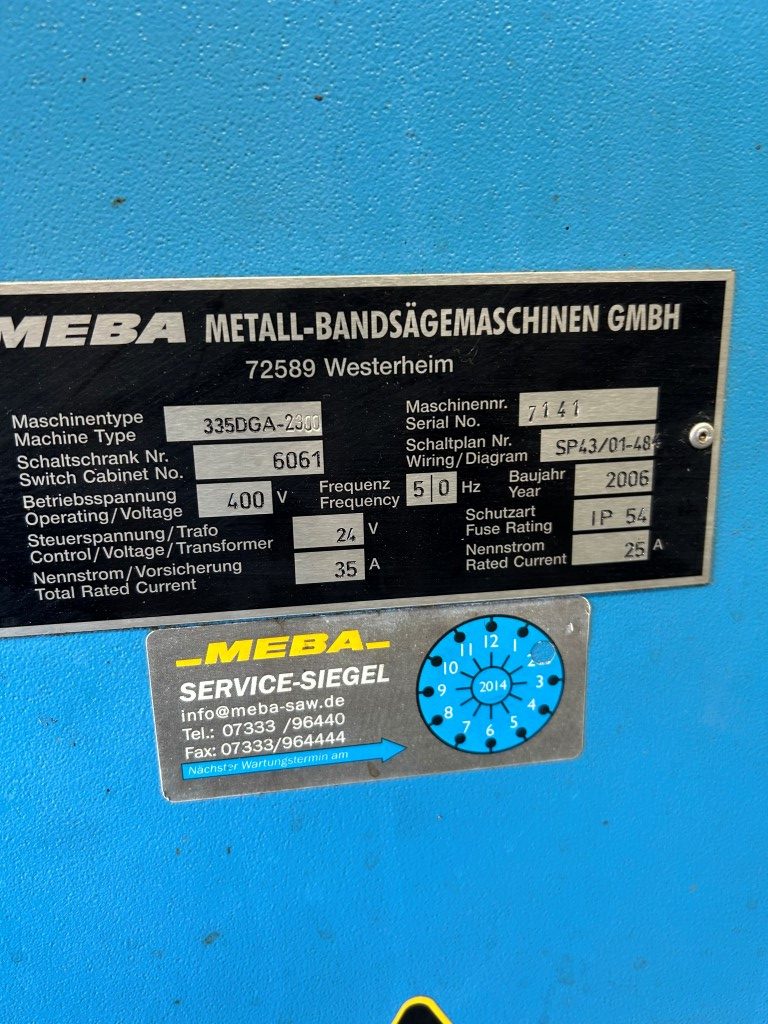 MEBA METALL-BANDSÄGEMASCHINEN GMBH
72589 Westerheim
Maschinentype
Machine Type 335DGA-2300
Maschinennr.
Serial No. 7141
Schaltschrank Nr.
Switch Cabinet No. 6061
Schaltplan Nr.
Wiring/Diagram SP43/01-48
Betriebsspannung
Operating/Voltage 400 V
Frequenz
Frequency 50 Hz
Baujahr
Year 2006
Steuerspannung/Trafo
Control/Voltage/Transformer 24 V
Schutzart
Fuse Rating IP 54
Nennstrom/Vorsicherung
Total Rated Current 35 A
Nennstrom
Rated Current 25 A
MEBA
SERVICE-SIEGEL
info@meba-saw.de
Tel.: 07333 /96440
Fax: 07333/964444
Nächster Wartungstermin am
12 1 2 3 4 5 6 7 8 9 10 11
2014